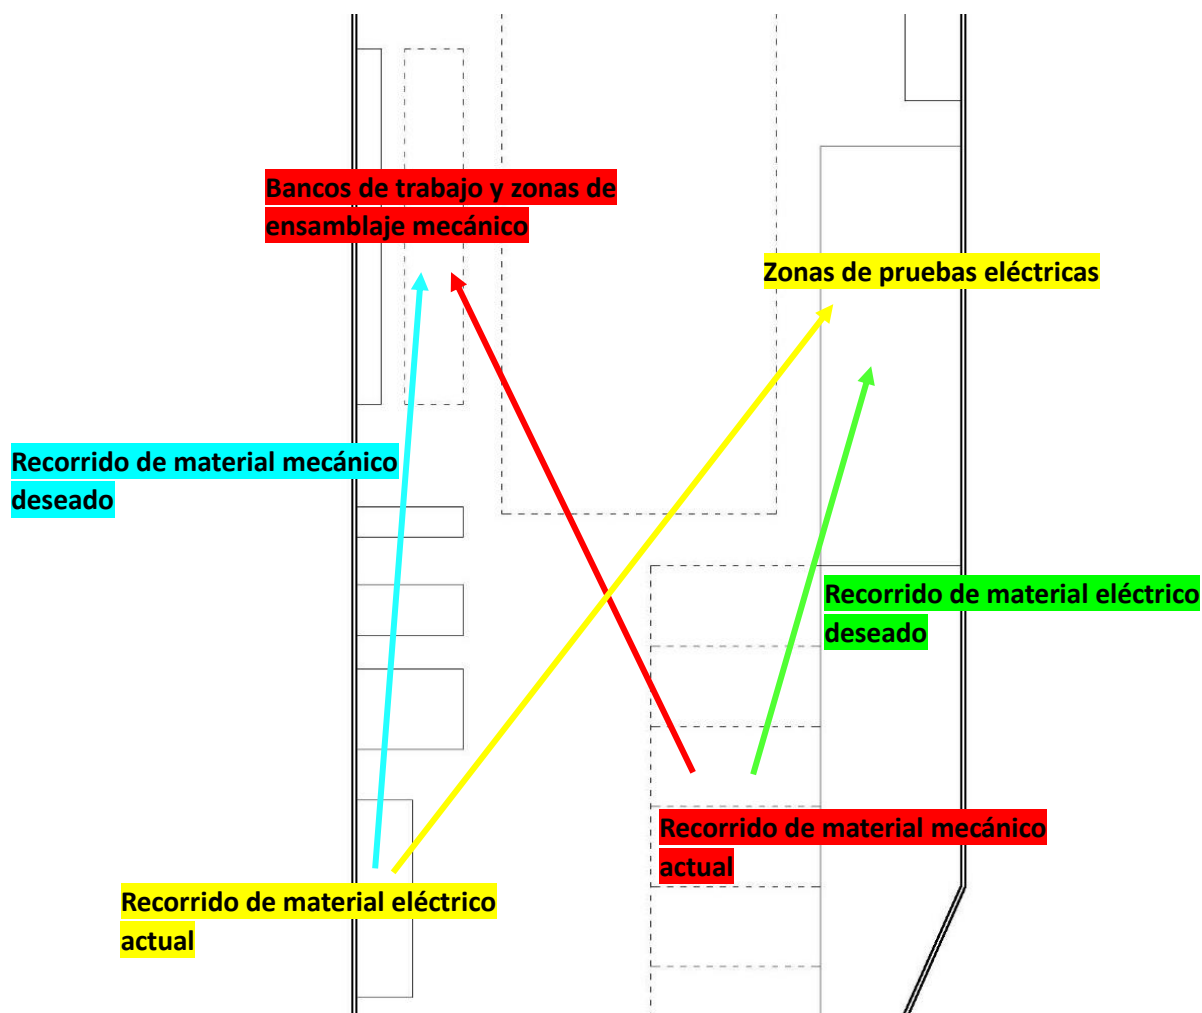 Bancos de trabajo y zonas de
ensamblaje mecánico
Zonas de pruebas eléctricas
Recorrido de material mecánico
deseado
Recorrido de material eléctrico
deseado
Recorrido de material mecánico
actual
Recorrido de material eléctrico
actual